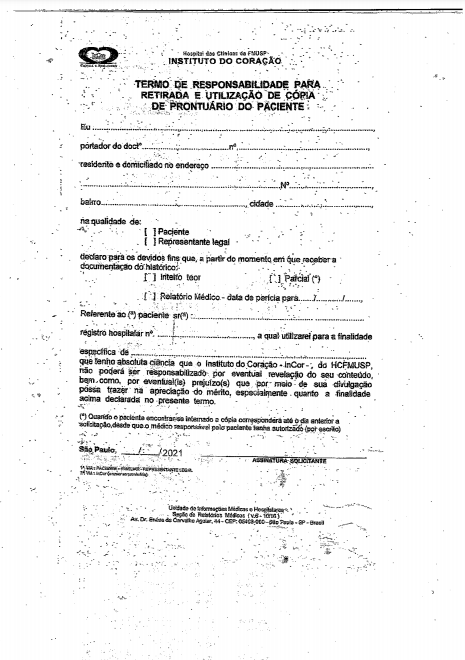 Hospital das Clínicas da FMUSP
INSTITUTO DO CORAÇÃO
TERMO DE RESPONSABILIDADE PARA
RETIRADA E UTILIZAÇÃO DE CÓPIA
DE PRONTUÁRIO DO PACIENTE
Eu ..............................................................................................................,
portador do doctº....................................nº......................................................,
residente e domiciliado no endereço ..........................................................
....................................................................................Nº ..................................,
bairro......................................................, cidade ..........................................
na qualidade de:
[ ] Paciente
[ ] Representante legal
declaro para os devidos fins que, a partir do momento em que receber a
documentação do histórico:
[ ] Inteiro teor [ ] Parcial (*)
[ ] Relatório Médico - data de perícia para....../......./.......
Referente ao (ª) paciente sr(ª) :.............................................................
registro hospitalar nº. ..................................., a qual utilizarei para a finalidade
específica de ..........................................................................................
que tenho absoluta ciência que o Instituto do Coração - InCor - , do HCFMUSP,
não poderá ser responsabilizado por eventual revelação do seu conteúdo,
bem como, por eventual(is) prejuízo(s) que por meio de sua divulgação
possa trazer na apreciação do mérito, especialmente quanto a finalidade
acima declarada no presente termo.
(*) Quando o paciente encontrar-se internado a cópia corresponderá até o dia anterior a
solicitação, desde que o médico responsável pelo paciente tenha autorizado (por escrito)
São Paulo, ____/____/2021
ASSINATURA SOLICITANTE
Unidade de Informações Médicas e Hospitalares
Seção de Relatórios Médicos (v.6 - 10/16)
Av. Dr. Enéas de Carvalho Aguiar, 44 - CEP: 05403-000 - São Paulo - SP - Brasil